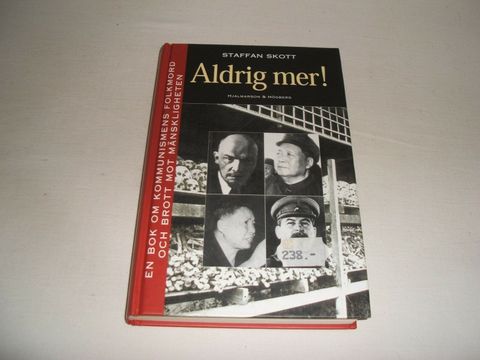 STAFFAN SKOTT
Aldrig mer!
HJALMARSON & HÖGBERG
EN BOK OM KOMMUNISMENS FOLKMORD
OCH BROTT MOT MÄNSKLIGHETEN
238.-